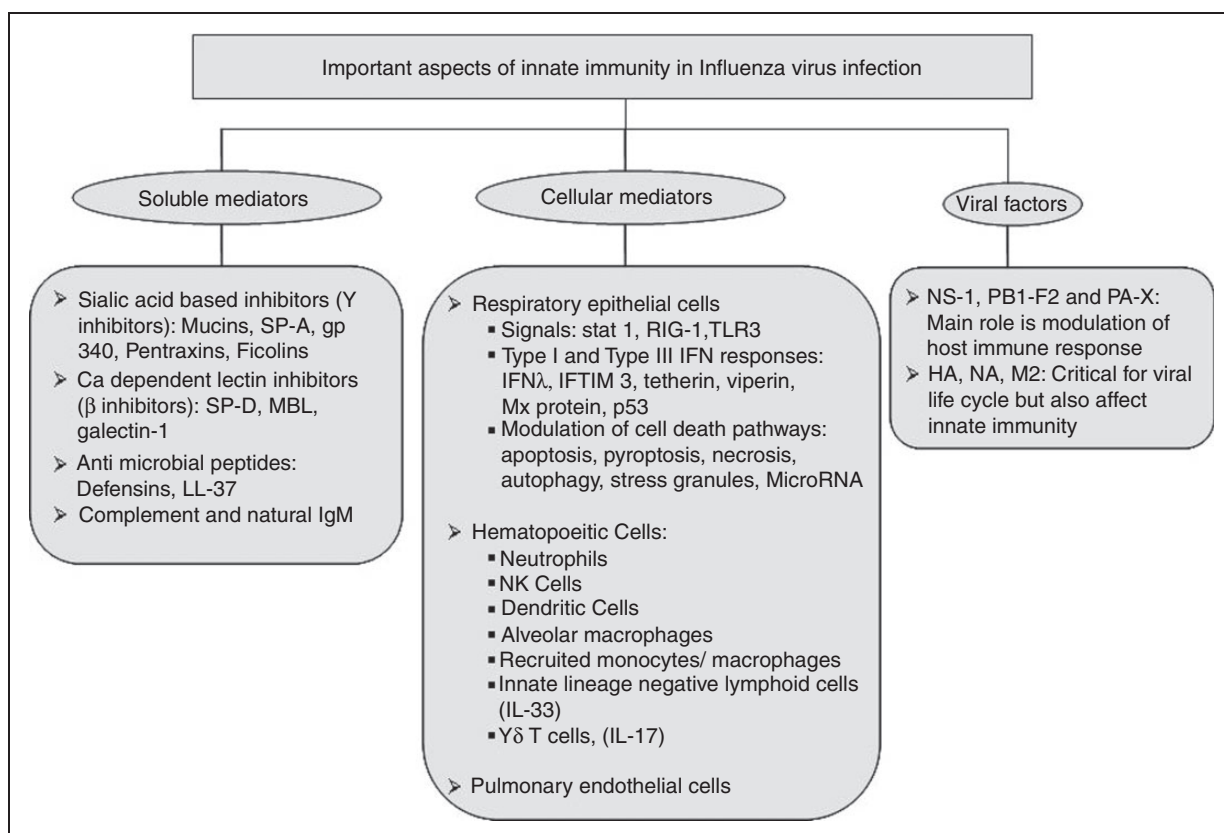 Important aspects of innate immunity in Influenza virus infection
Soluble mediators
➢ Sialic acid based inhibitors (Y
inhibitors): Mucins, SP-A, gp
340, Pentraxins, Ficolins
➢ Ca dependent lectin inhibitors
(β inhibitors): SP-D, MBL,
galectin-1
➢ Anti microbial peptides:
Defensins, LL-37
➢ Complement and natural IgM
Cellular mediators
➢ Respiratory epithelial cells
▪ Signals: stat 1, RIG-1,TLR3
▪ Type I and Type III IFN responses:
IFNλ, IFTIM 3, tetherin, viperin,
Mx protein, p53
▪ Modulation of cell death pathways:
apoptosis, pyroptosis, necrosis,
autophagy, stress granules, MicroRNA
➢ Hematopoeitic Cells:
▪ Neutrophils
▪ NK Cells
▪ Dendritic Cells
▪ Alveolar macrophages
▪ Recruited monocytes/ macrophages
▪ Innate lineage negative lymphoid cells
(IL-33)
▪ Yδ T cells, (IL-17)
➢ Pulmonary endothelial cells
Viral factors
➢ NS-1, PB1-F2 and PA-X:
Main role is modulation of
host immune response
➢ HA, NA, M2: Critical for viral
life cycle but also affect
innate immunity